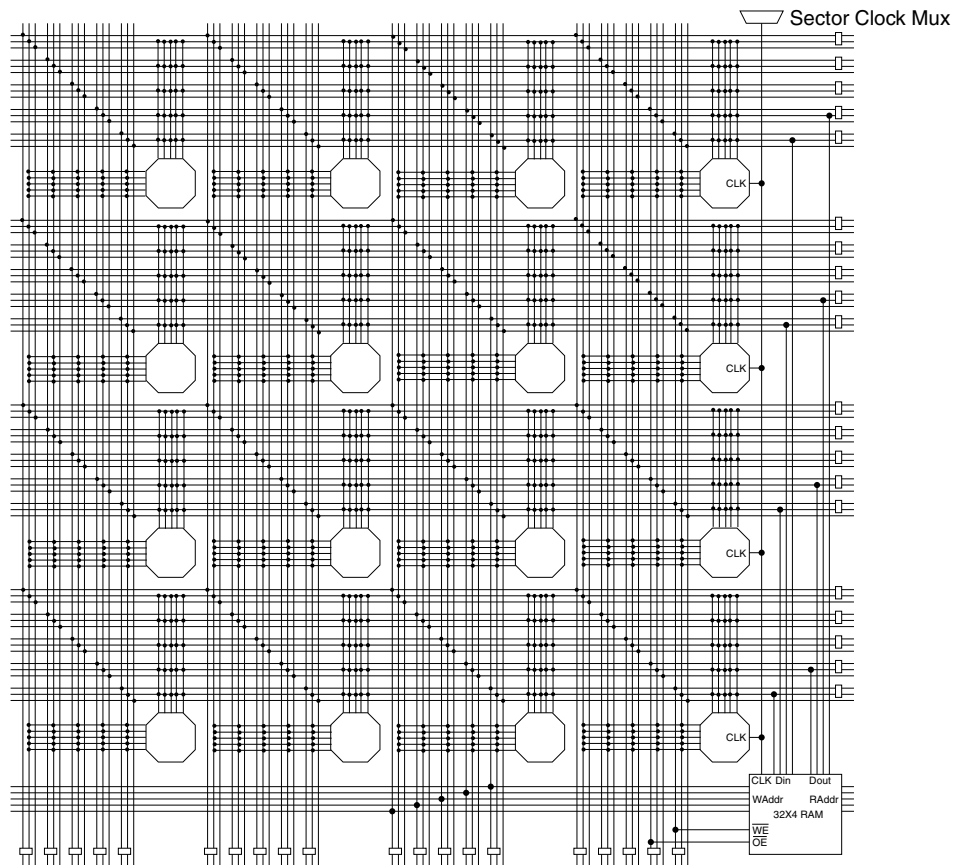 Sector Clock Mux
CLK
CLK
CLK
CLK
CLK Din Dout
WAddr RAddr
32X4 RAM
WE
OE